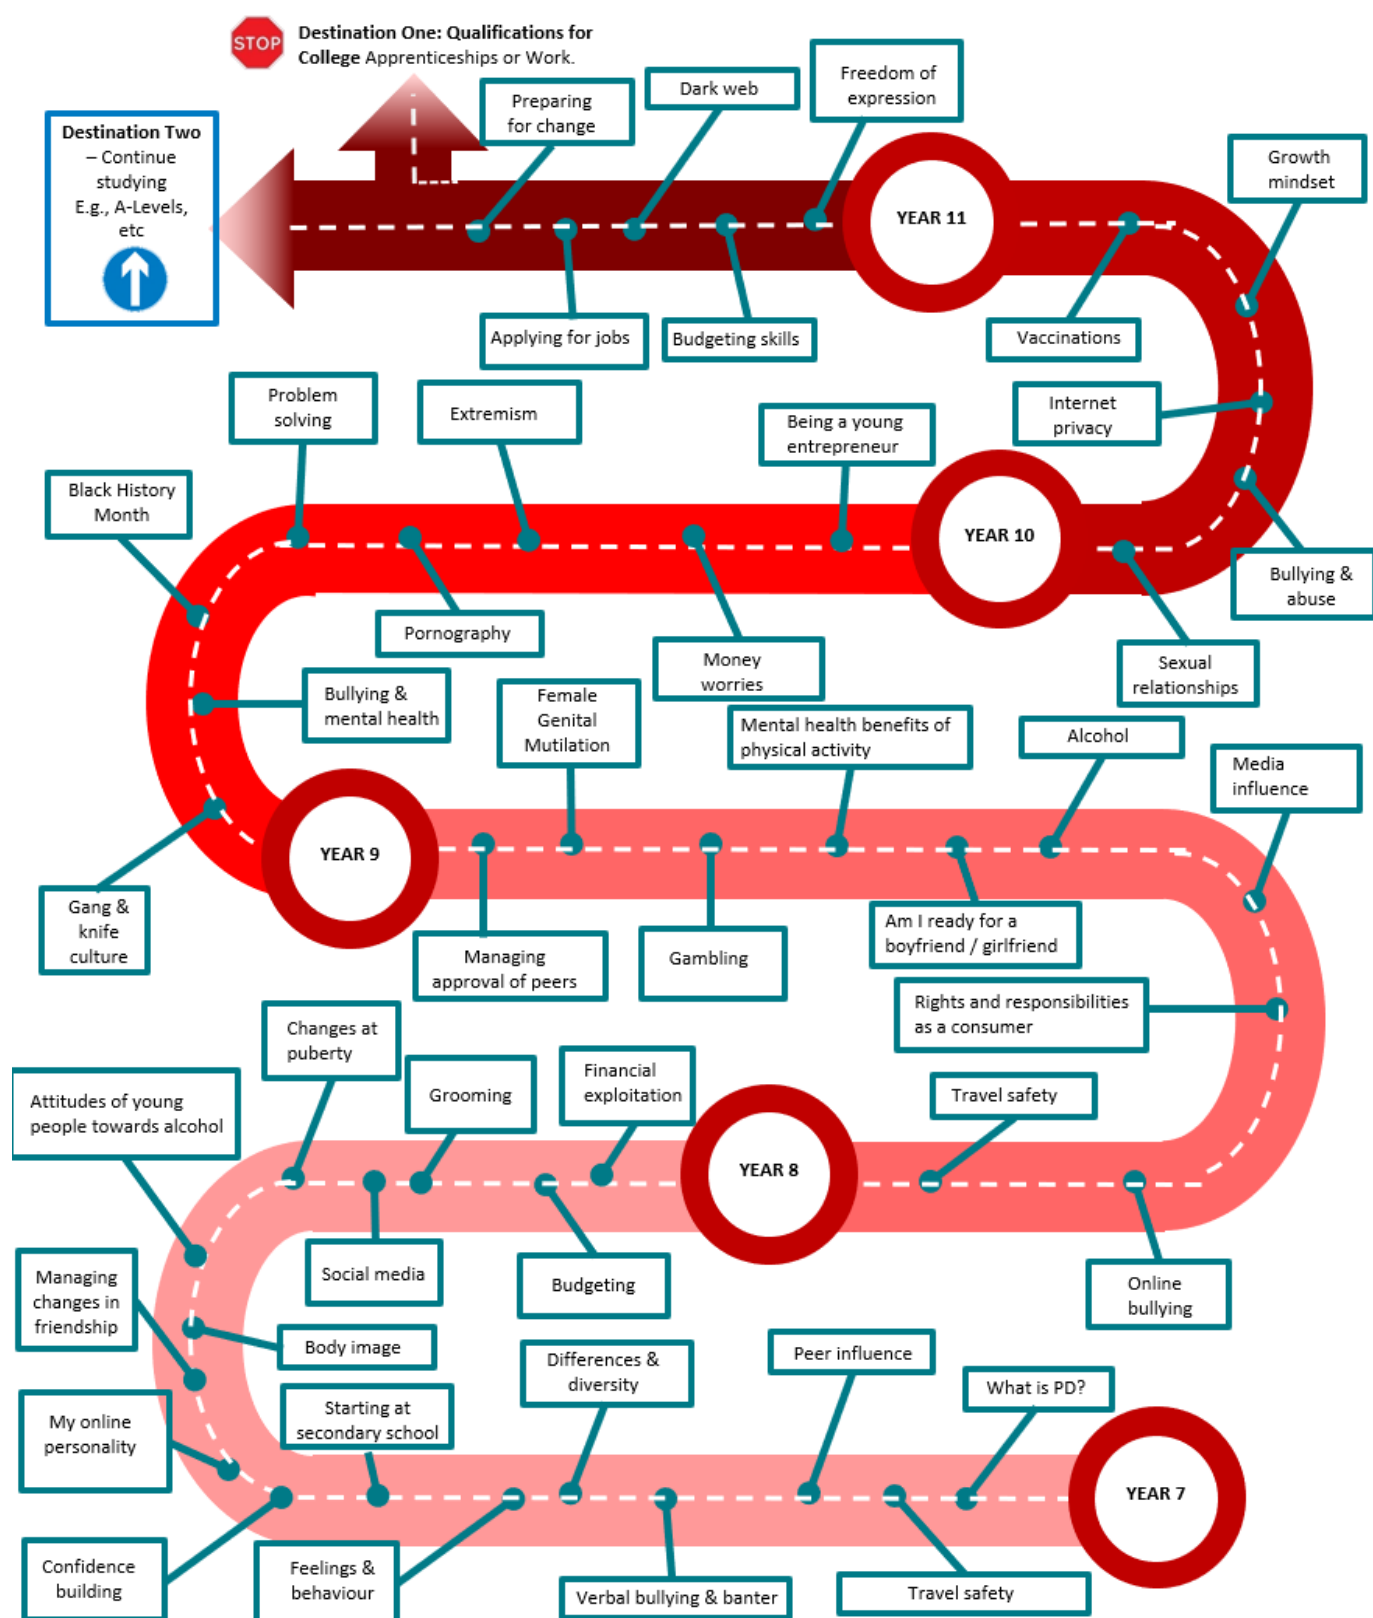 STOP
Destination One: Qualifications for
College Apprenticeships or Work.
Destination Two
– Continue
studying
E.g., A-Levels,
etc
Preparing
for change
Dark web
Freedom of
expression
YEAR 11
Growth
mindset
Applying for jobs
Budgeting skills
Vaccinations
Internet
privacy
Problem
solving
Extremism
Being a young
entrepreneur
Black History
Month
YEAR 10
Bullying &
abuse
Pornography
Money
worries
Sexual
relationships
Bullying &
mental health
Female
Genital
Mutilation
Mental health benefits of
physical activity
Alcohol
Media
influence
YEAR 9
Gang &
knife
culture
Managing
approval of peers
Gambling
Am I ready for a
boyfriend / girlfriend
Rights and responsibilities
as a consumer
Changes at
puberty
Grooming
Financial
exploitation
Travel safety
Attitudes of young
people towards alcohol
YEAR 8
Managing
changes in
friendship
Social media
Budgeting
Online
bullying
Body image
Differences &
diversity
Peer influence
What is PD?
My online
personality
Starting at
secondary school
YEAR 7
Confidence
building
Feelings &
behaviour
Verbal bullying & banter
Travel safety